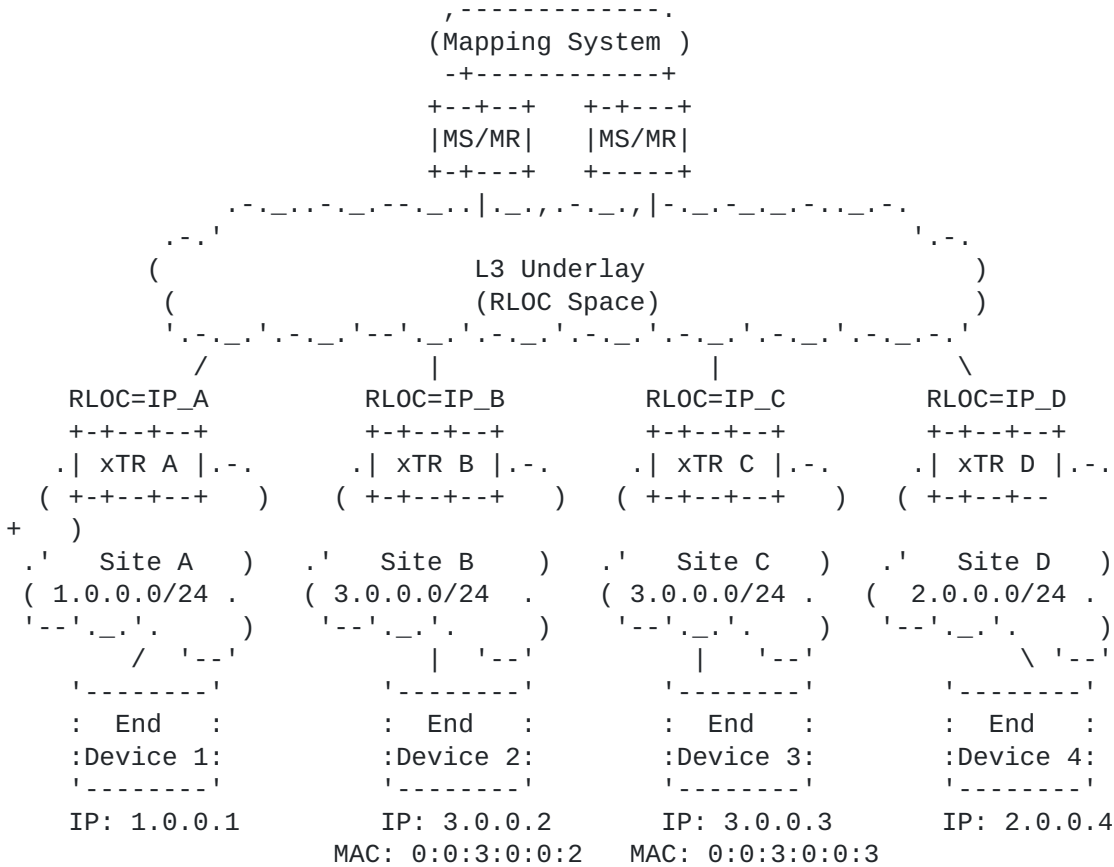 ,-------------.
                              (Mapping System )
                               -+------------+
                              +--+--+   +-+---+
                              |MS/MR|   |MS/MR|
                              +-+---+   +-----+
                .-._..-._.--._..|._.,.-._.,|-._.-_._.-.._.-.
            .-.'                                            '.-.
          (                    L3 Underlay                     )
           (                   (RLOC Space)                    )
           '.-._.'.-._.'--'._.'.-._.'.-._.'.-._.'.-._.'.-._.-.'
             /               |                 |               \
    RLOC=IP_A          RLOC=IP_B         RLOC=IP_C         RLOC=IP_D
    +-+--+--+          +-+--+--+         +-+--+--+         +-+--+--+
   .| xTR A |.-.      .| xTR B |.-.     .| xTR C |.-.     .| xTR D |.-.
  ( +-+--+--+   )    ( +-+--+--+   )   ( +-+--+--+   )   ( +-+--+--
+   )
 .'   Site A   )   .'   Site B    )   .'   Site C   )   .'   Site D   )
 ( 1.0.0.0/24 .    ( 3.0.0.0/24  .    ( 3.0.0.0/24 .   (  2.0.0.0/24 .
 '--'._.'.     )    '--'._.'.     )    '--'._.'.    )   '--'._.'.     )
        /  '--'            |  '--'          |   '--'            \ '--'
    '--------'          '--------'       '--------'        '--------'
    :  End   :          :  End   :       :  End   :        :  End   :
    :Device 1:          :Device 2:       :Device 3:        :Device 4:
    '--------'          '--------'       '--------'        '--------'
    IP: 1.0.0.1         IP: 3.0.0.2      IP: 3.0.0.3       IP: 2.0.0.4
                     MAC: 0:0:3:0:0:2   MAC: 0:0:3:0:0:3